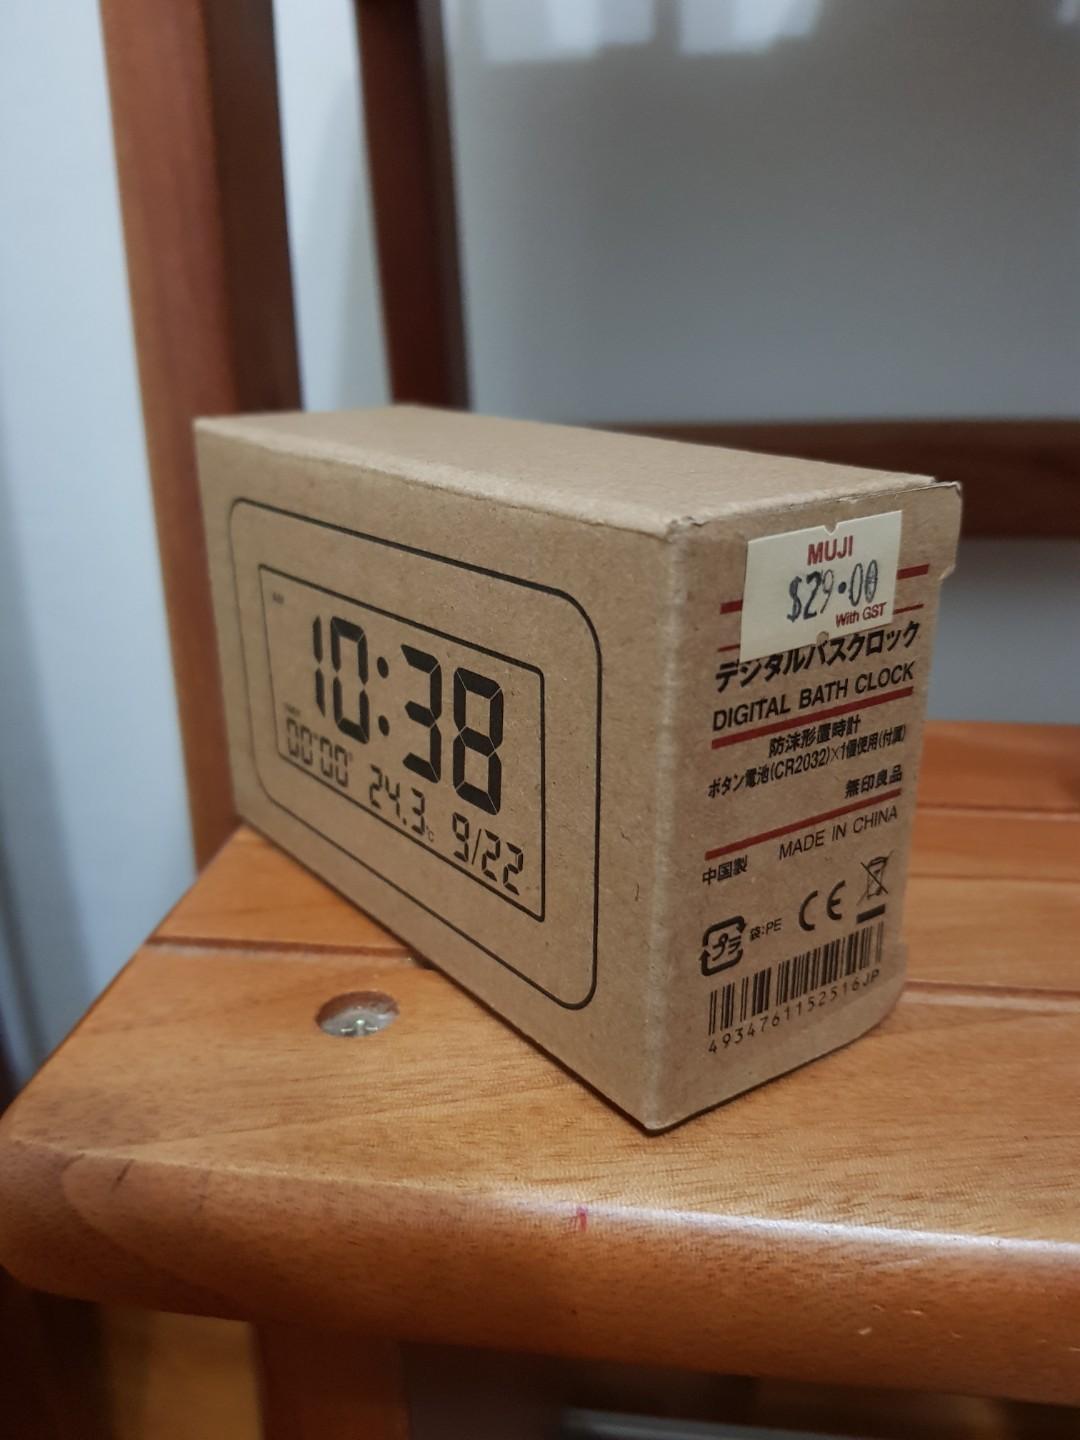 10:38
00'00"
24.3°C
9/22
MUJI
$29.00
With GST
デジタルバスクロック
DIGITAL BATH CLOCK
防沫形置時計
ボタン電池(CR2032)×1個使用(付属)
無印良品
中国製 MADE IN CHINA
プラ 袋:PE CE
4934761152516JP